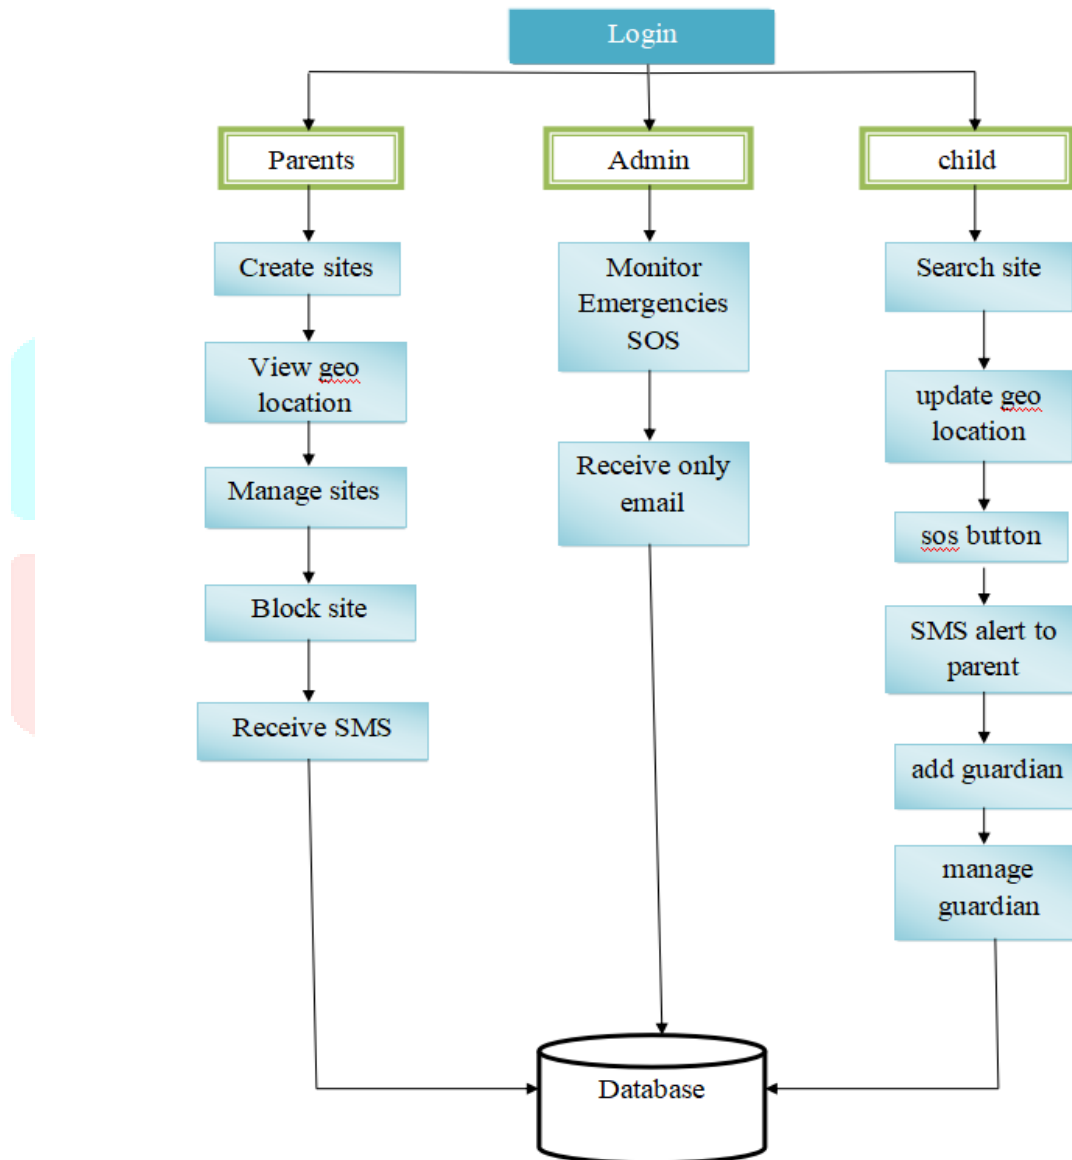 Login
Parents
Admin
child
Create sites
View geo
location
Manage sites
Block site
Receive SMS
Monitor
Emergencies
SOS
Receive only
email
Search site
update geo
location
sos button
SMS alert to
parent
add guardian
manage
guardian
Database